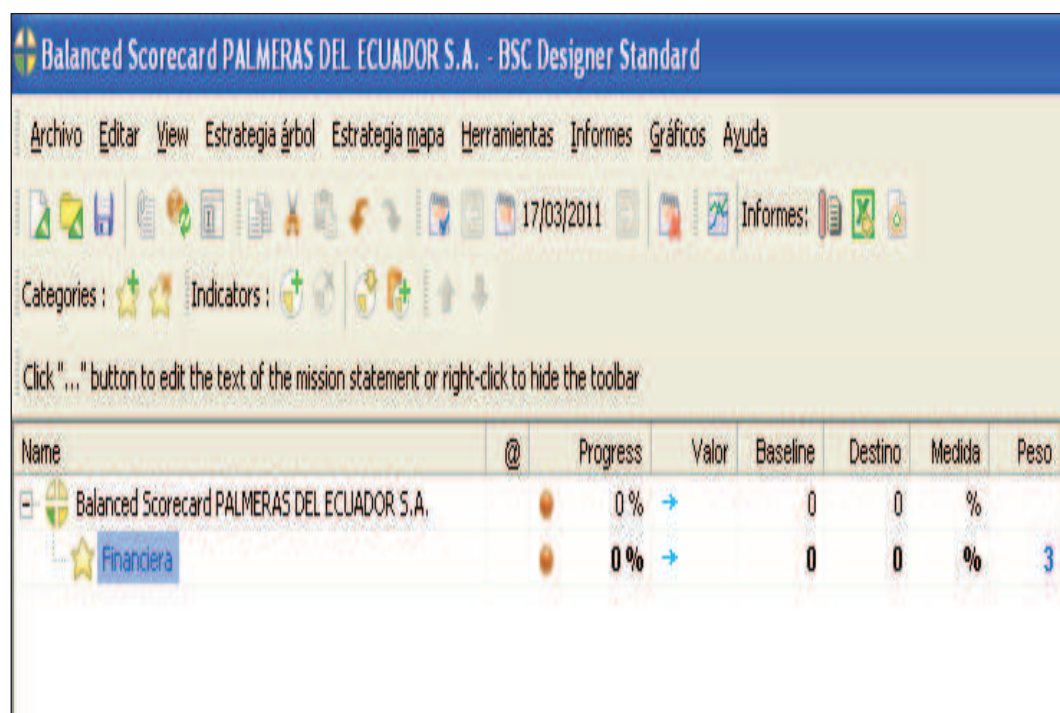 Balanced Scorecard PALMERAS DEL ECUADOR S.A. - BSC Designer Standard
Archivo Editar View Estrategia árbol Estrategia mapa Herramientas Informes Gráficos Ayuda
17/03/2011 Informes:
Categories : Indicators :
Click "..." button to edit the text of the mission statement or right-click to hide the toolbar
Name @ Progress Valor Baseline Destino Medida Peso
Balanced Scorecard PALMERAS DEL ECUADOR S.A. 0 % 0 0 %
Financiera 0 % 0 0 % 3